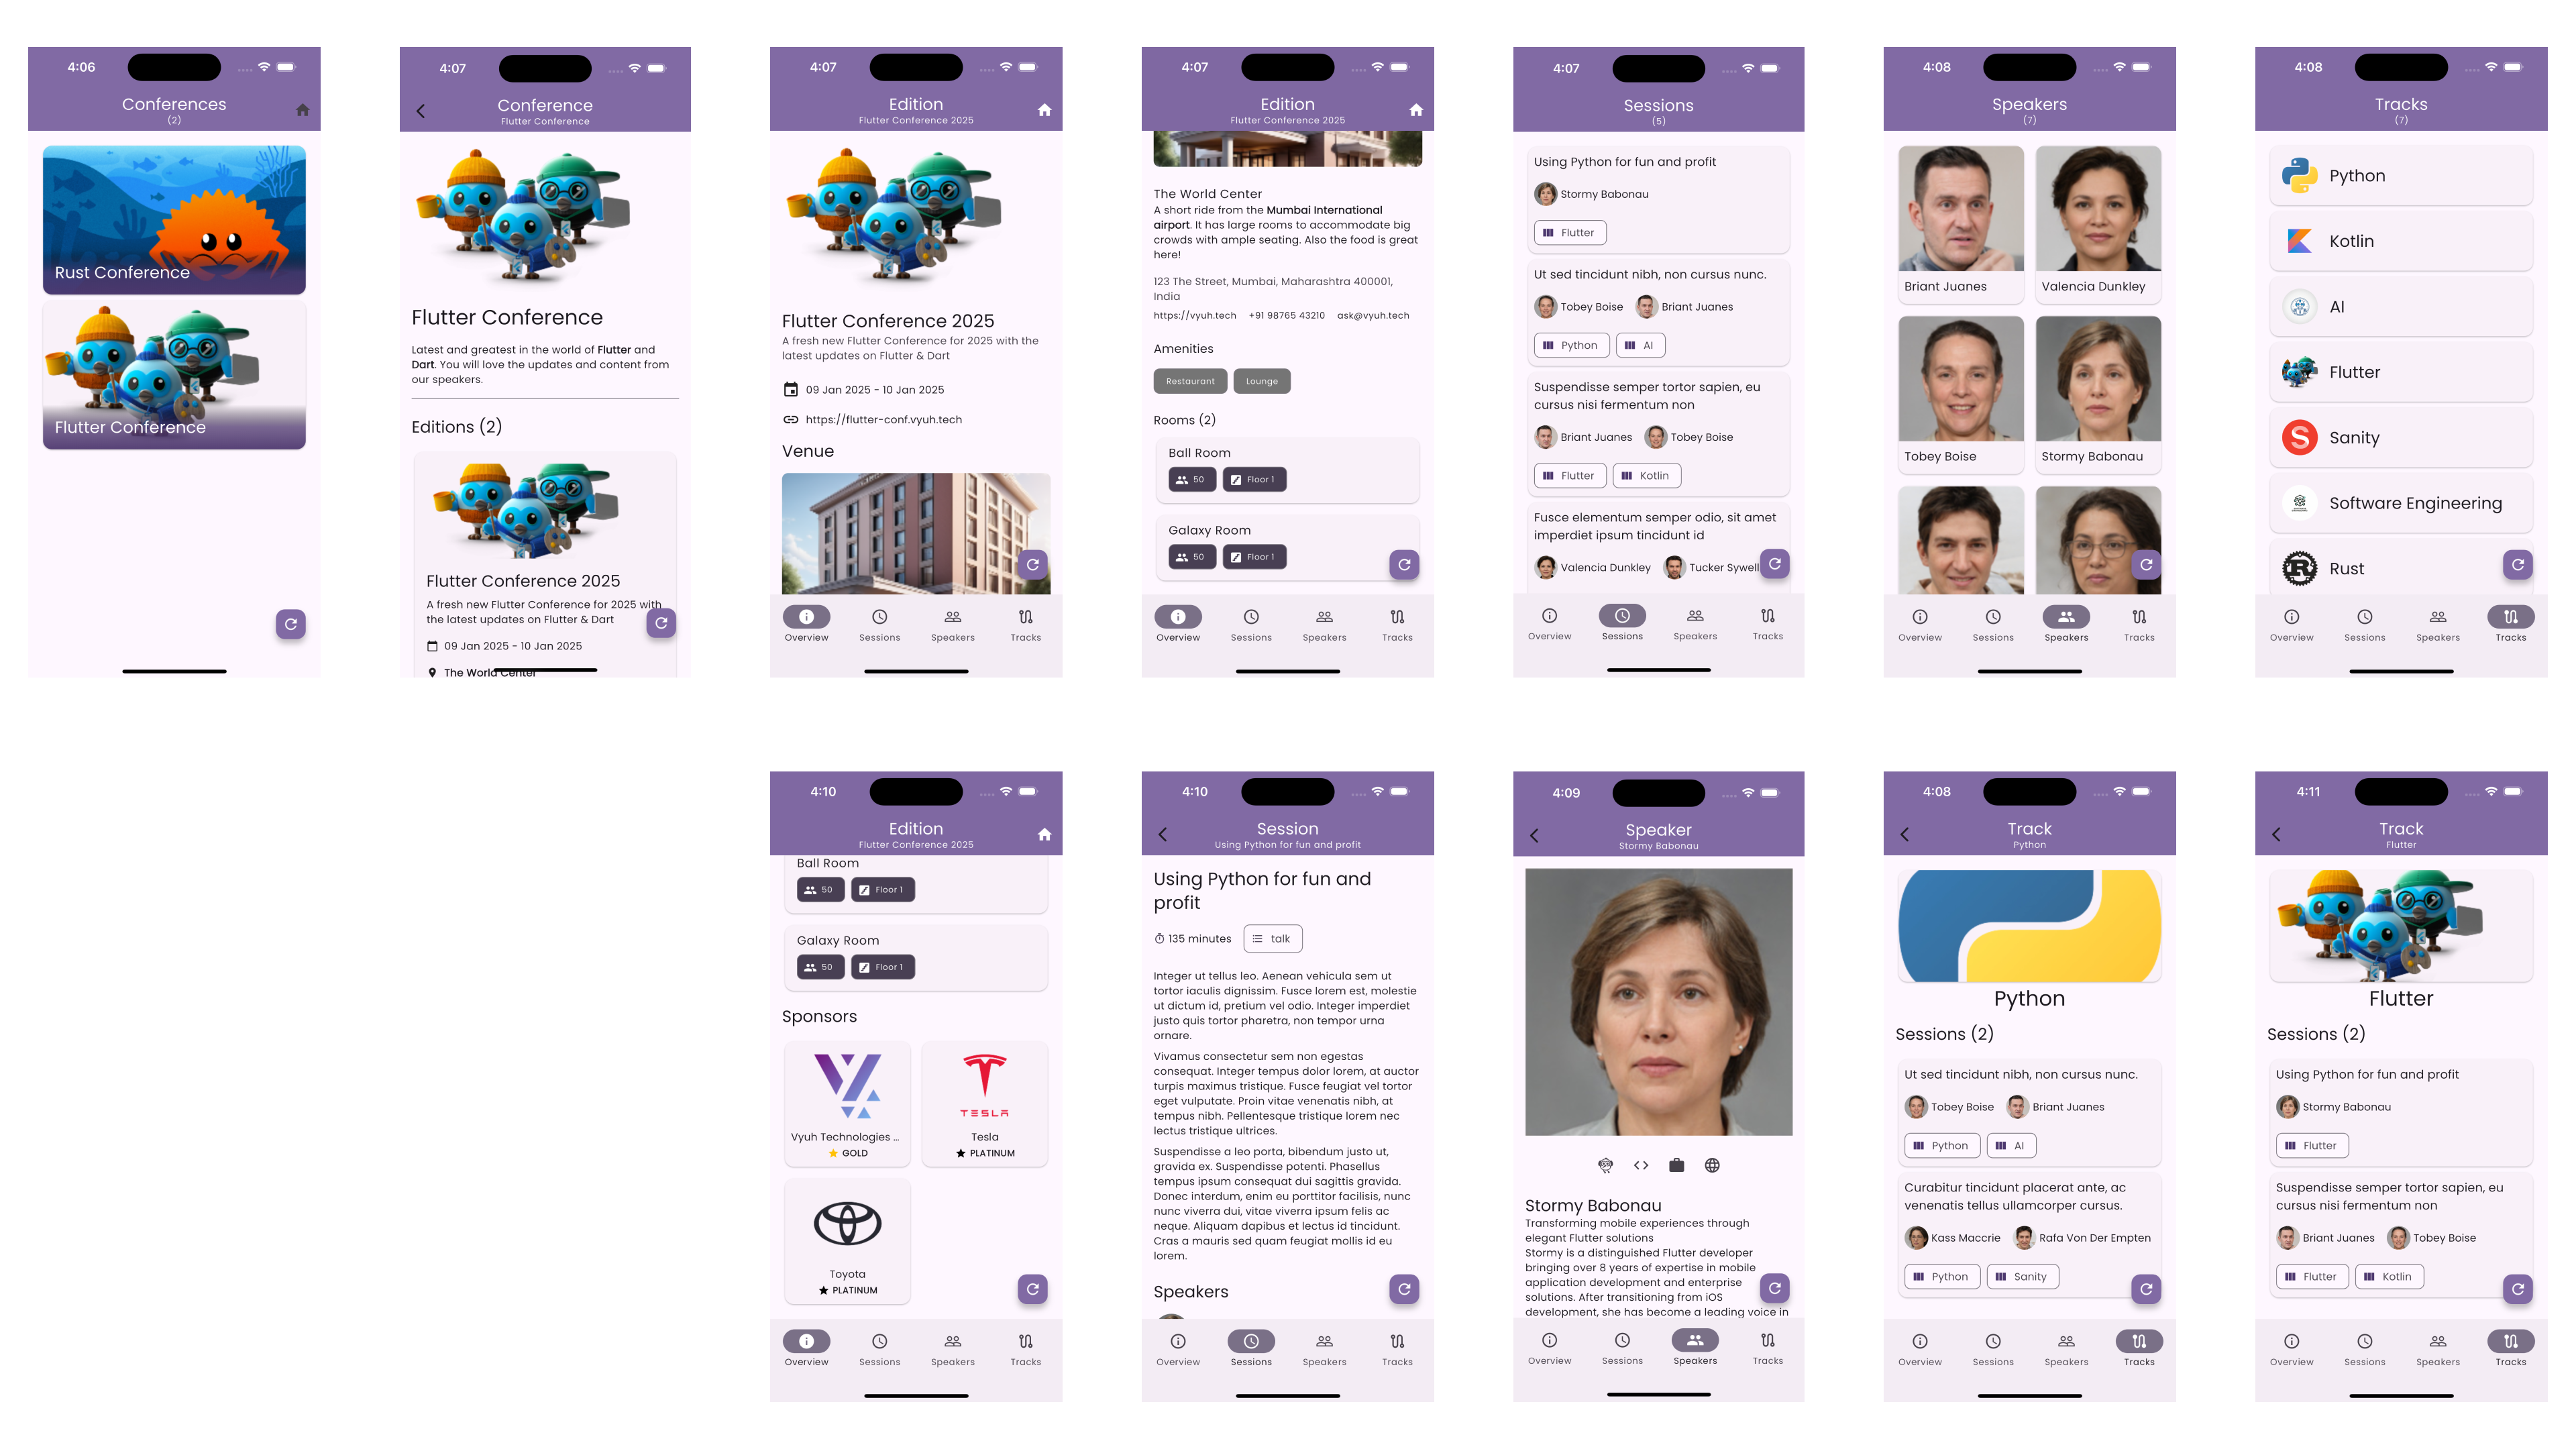 4:06
Conferences
(2)
Rust Conference
Flutter Conference
4:07
Conference
Flutter Conference
Flutter Conference
Latest and greatest in the world of Flutter and
Dart. You will love the updates and content from
our speakers.
Editions (2)
Flutter Conference 2025
A fresh new Flutter Conference for 2025 with
the latest updates on Flutter & Dart
09 Jan 2025 - 10 Jan 2025
The World Center
4:07
Edition
Flutter Conference 2025
Flutter Conference 2025
A fresh new Flutter Conference for 2025 with the
latest updates on Flutter & Dart
09 Jan 2025 - 10 Jan 2025
https://flutter-conf.vyuh.tech
Venue
Overview
Sessions
Speakers
Tracks
4:07
Edition
Flutter Conference 2025
The World Center
A short ride from the Mumbai International
airport. It has large rooms to accommodate big
crowds with ample seating. Also the food is great
here!
123 The Street, Mumbai, Maharashtra 400001,
India
https://vyuh.tech +91 98765 43210 ask@vyuh.tech
Amenities
Restaurant Lounge
Rooms (2)
Ball Room
50 Floor 1
Galaxy Room
50 Floor 1
Overview
Sessions
Speakers
Tracks
4:07
Sessions
(5)
Using Python for fun and profit
Stormy Babonau
Flutter
Ut sed tincidunt nibh, non cursus nunc.
Tobey Boise Briant Juanes
Python AI
Suspendisse semper tortor sapien, eu
cursus nisi fermentum non
Briant Juanes Tobey Boise
Flutter Kotlin
Fusce elementum semper odio, sit amet
imperdiet ipsum tincidunt id
Valencia Dunkley Tucker Sywell
Overview
Sessions
Speakers
Tracks
4:08
Speakers
(7)
Briant Juanes
Valencia Dunkley
Tobey Boise
Stormy Babonau
Overview
Sessions
Speakers
Tracks
4:08
Tracks
(7)
Python
Kotlin
AI
Flutter
Sanity
Software Engineering
Rust
Overview
Sessions
Speakers
Tracks
4:10
Edition
Flutter Conference 2025
Ball Room
50 Floor 1
Galaxy Room
50 Floor 1
Sponsors
Vyuh Technologies ...
GOLD
TESLA
Tesla
PLATINUM
Toyota
PLATINUM
Overview
Sessions
Speakers
Tracks
4:10
Session
Using Python for fun and profit
Using Python for fun and
profit
135 minutes talk
Integer ut tellus leo. Aenean vehicula sem ut
tortor iaculis dignissim. Fusce lorem est, molestie
ut dictum id, pretium vel odio. Integer imperdiet
justo quis tortor pharetra, non tempor urna
ornare.
Vivamus consectetur sem non egestas
consequat. Integer tempus dolor lorem, at auctor
turpis maximus tristique. Fusce feugiat vel tortor
eget vulputate. Proin vitae venenatis nibh, at
tempus nibh. Pellentesque tristique lorem nec
lectus tristique ultrices.
Suspendisse a leo porta, bibendum justo ut,
gravida ex. Suspendisse potenti. Phasellus
tempus ipsum consequat dui sagittis gravida.
Donec interdum, enim eu porttitor facilisis, nunc
nunc viverra dui, vitae viverra ipsum felis ac
neque. Aliquam dapibus et lectus id tincidunt.
Cras a mauris sed quam feugiat mollis id eu
lorem.
Speakers
Overview
Sessions
Speakers
Tracks
4:09
Speaker
Stormy Babonau
Stormy Babonau
Transforming mobile experiences through
elegant Flutter solutions
Stormy is a distinguished Flutter developer
bringing over 8 years of expertise in mobile
application development and enterprise
solutions. After transitioning from iOS
development, she has become a leading voice in
Overview
Sessions
Speakers
Tracks
4:08
Track
Python
Python
Sessions (2)
Ut sed tincidunt nibh, non cursus nunc.
Tobey Boise Briant Juanes
Python AI
Curabitur tincidunt placerat ante, ac
venenatis tellus ullamcorper cursus.
Kass Maccrie Rafa Von Der Empten
Python Sanity
Overview
Sessions
Speakers
Tracks
4:11
Track
Flutter
Flutter
Sessions (2)
Using Python for fun and profit
Stormy Babonau
Flutter
Suspendisse semper tortor sapien, eu
cursus nisi fermentum non
Briant Juanes Tobey Boise
Flutter Kotlin
Overview
Sessions
Speakers
Tracks